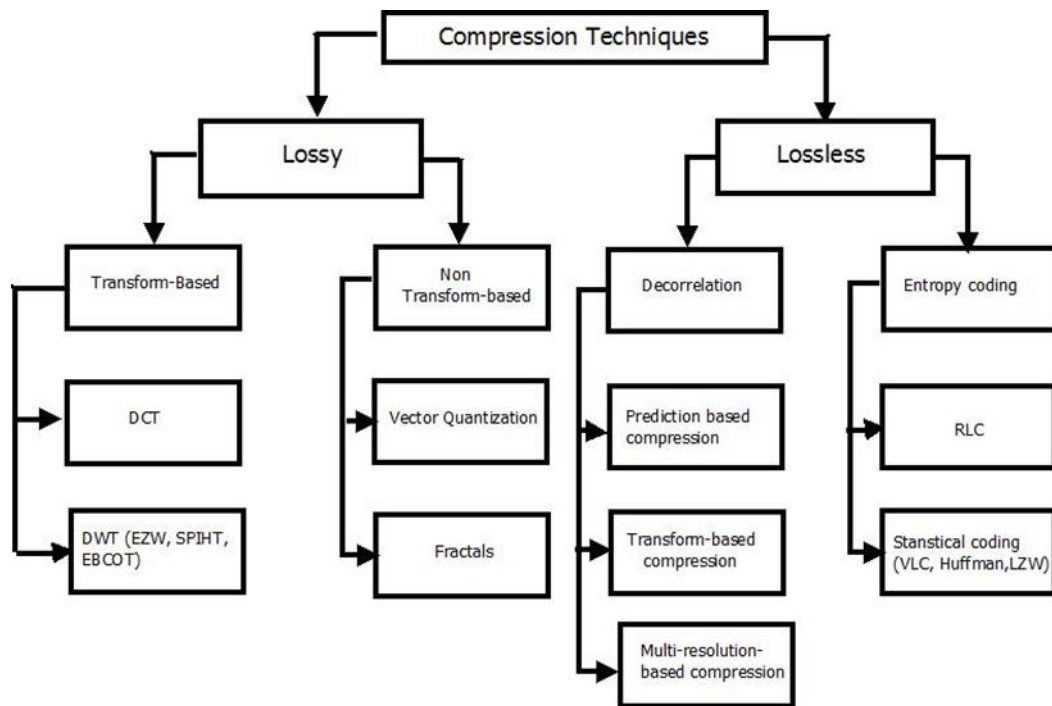 Compression Techniques
Lossy
Lossless
Transform-Based
Non
Transform-based
Decorrelation
Entropy coding
DCT
Vector Quantization
Prediction based
compression
RLC
DWT (EZW, SPIHT,
EBCOT)
Fractals
Transform-based
compression
Stanstical coding
(VLC, Huffman,LZW)
Multi-resolution-
based compression